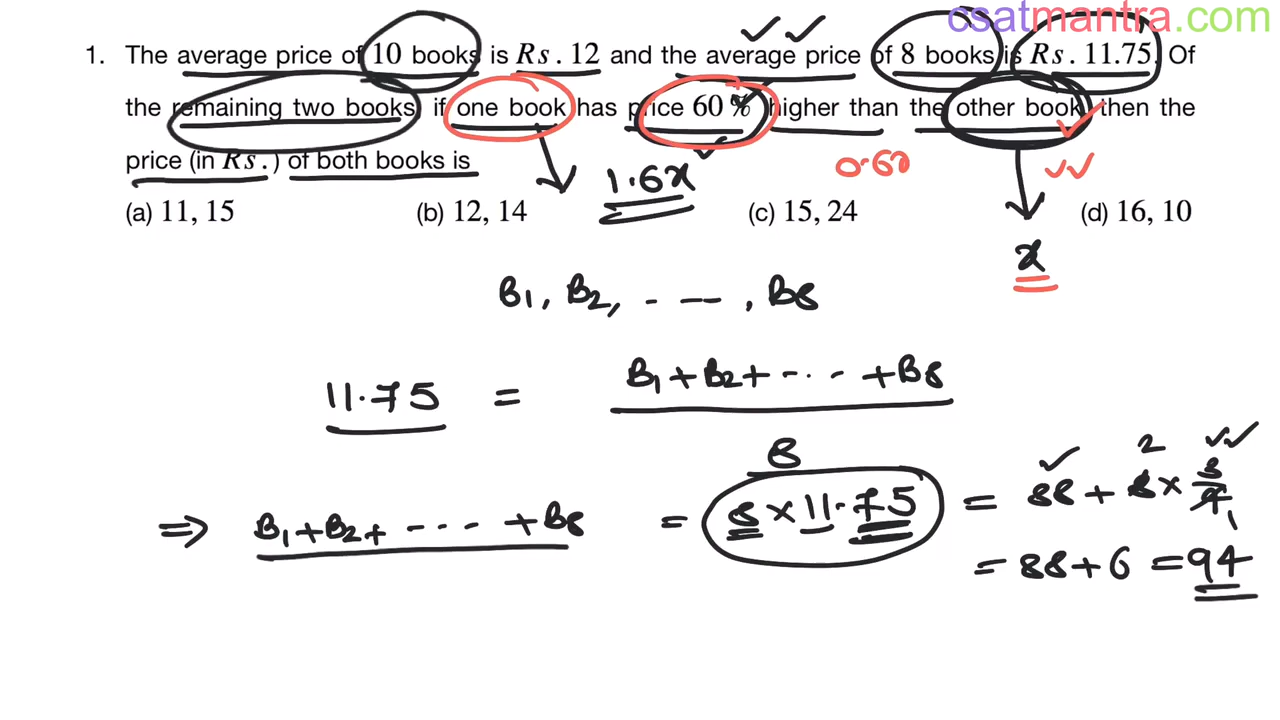 csatmantra.com
1. The average price of 10 books is Rs. 12 and the average price of 8 books is Rs. 11.75. Of
the remaining two books if one book has price 60% higher than the other book, then the
price (in Rs.) of both books is
1.6x 0.60
(a) 11, 15 (b) 12, 14 (c) 15, 24 (d) 16, 10
x
B1, B2, . -- , B8
11.75 = B1 + B2 + ---- + B8
8
⇒ B1 + B2 + ---- + B8 = 8 × 11.75 = 88 + 8 × 3/4
2
1
= 88 + 6 = 94